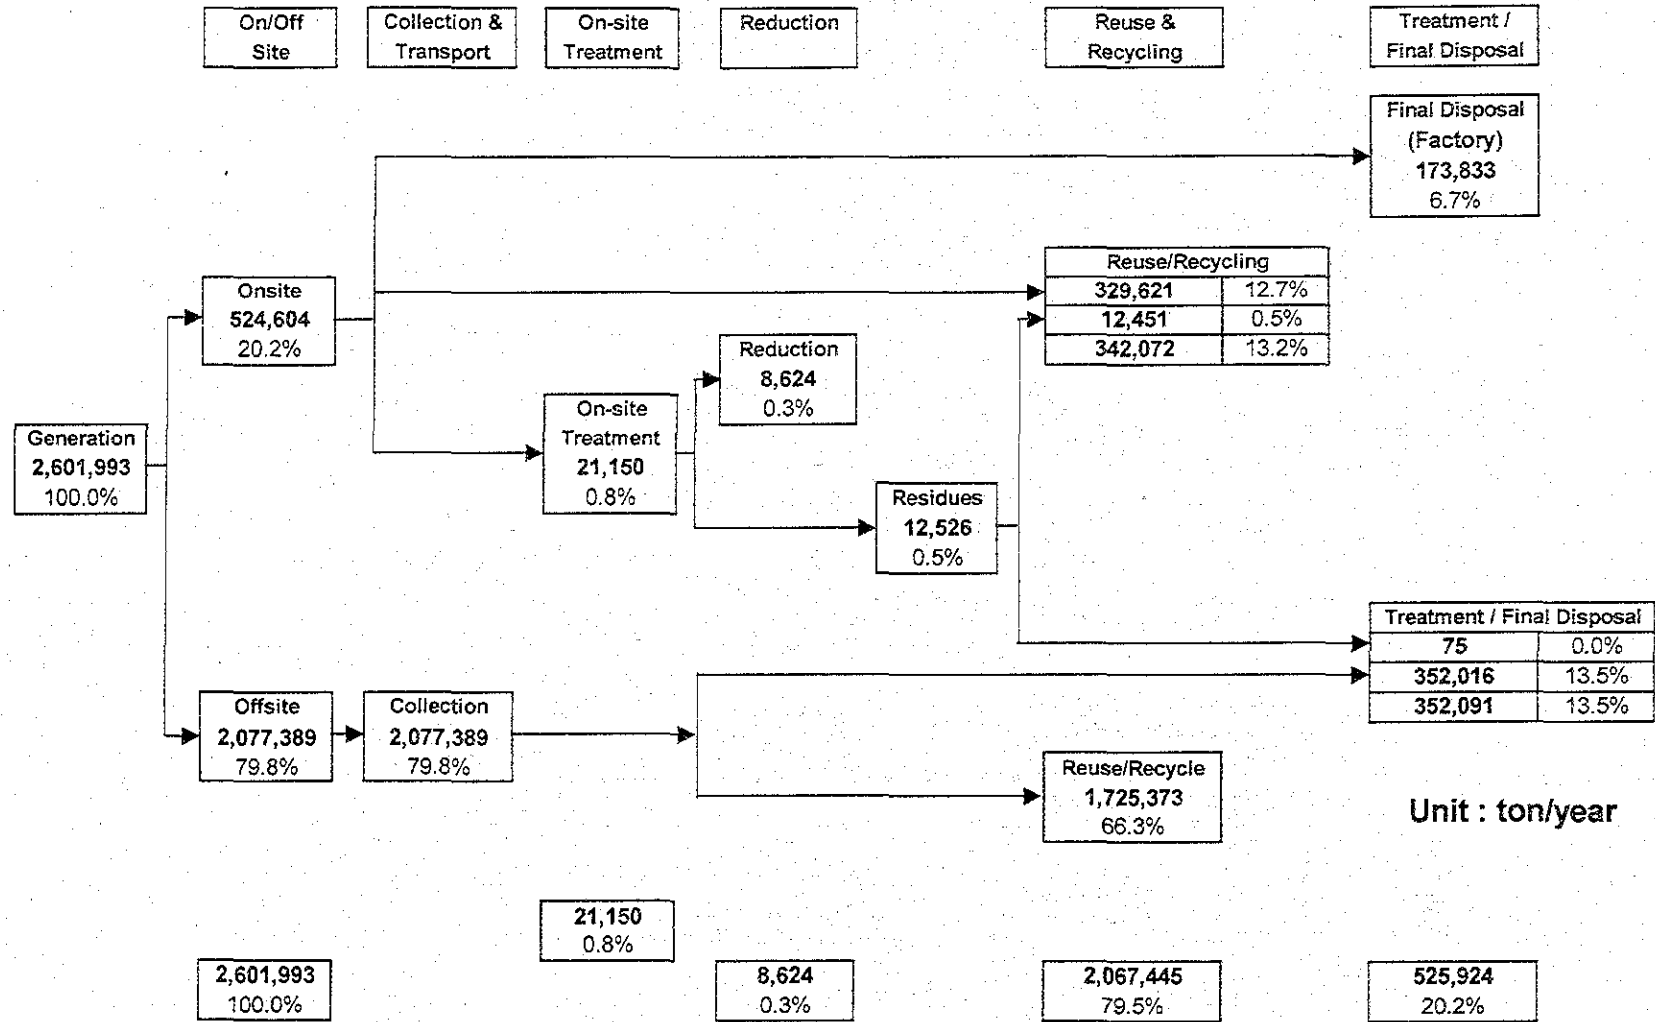 On/Off
Site
Collection &
Transport
On-site
Treatment
Reduction
Reuse &
Recycling
Treatment /
Final Disposal
Final Disposal
(Factory)
173,833
6.7%
Onsite
524,604
20.2%
Reuse/Recycling
329,621 12.7%
12,451 0.5%
342,072 13.2%
Reduction
8,624
0.3%
On-site
Treatment
21,150
0.8%
Generation
2,601,993
100.0%
Residues
12,526
0.5%
Treatment / Final Disposal
75 0.0%
352,016 13.5%
352,091 13.5%
Offsite
2,077,389
79.8%
Collection
2,077,389
79.8%
Reuse/Recycle
1,725,373
66.3%
Unit : ton/year
21,150
0.8%
2,601,993
100.0%
8,624
0.3%
2,067,445
79.5%
525,924
20.2%